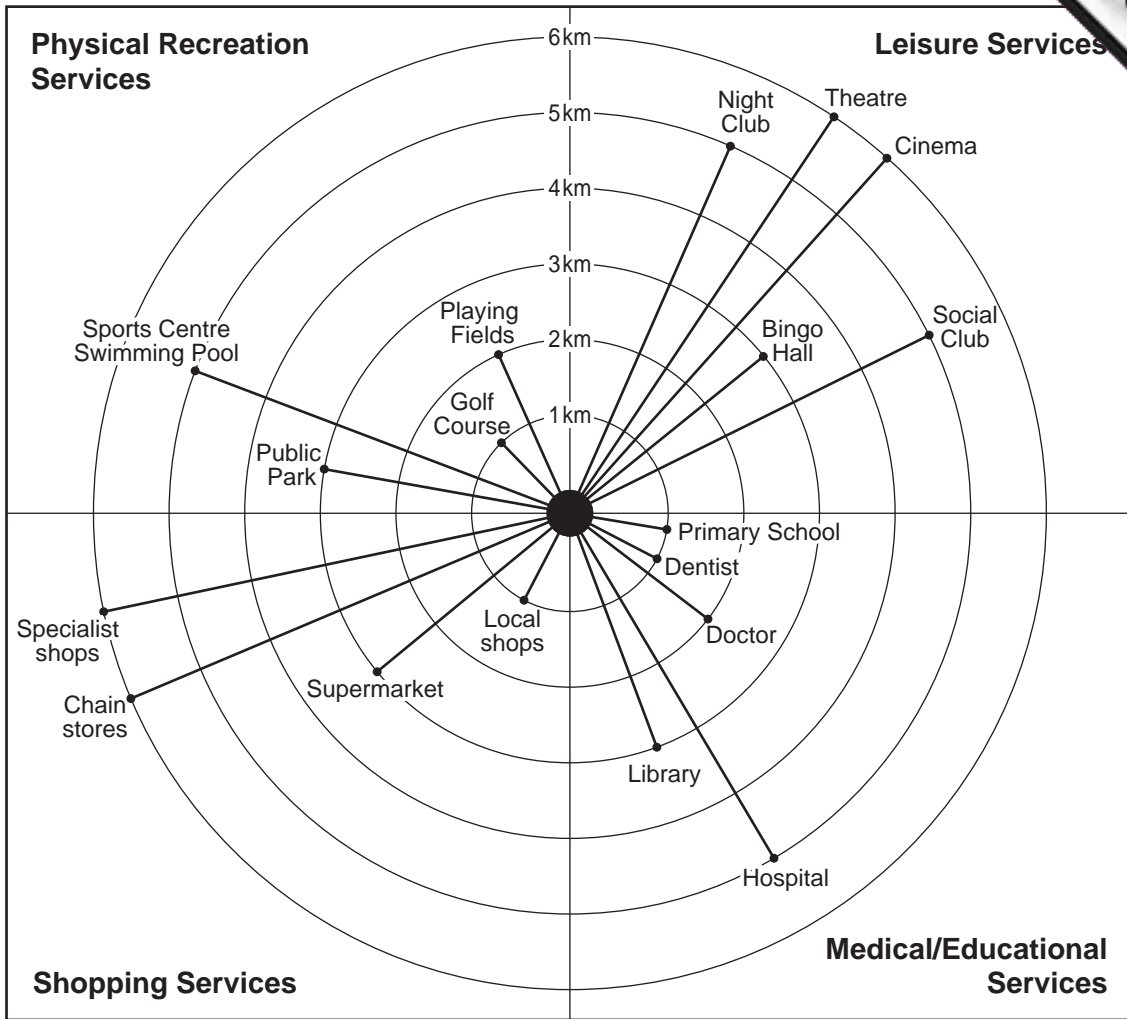 Physical Recreation
Services
Leisure Services
6km
5km
4km
3km
2km
1km
Night
Club
Theatre
Cinema
Social
Club
Bingo
Hall
Playing
Fields
Golf
Course
Sports Centre
Swimming Pool
Public
Park
Primary School
Dentist
Doctor
Library
Hospital
Local
shops
Supermarket
Specialist
shops
Chain
stores
Shopping Services
Medical/Educational
Services